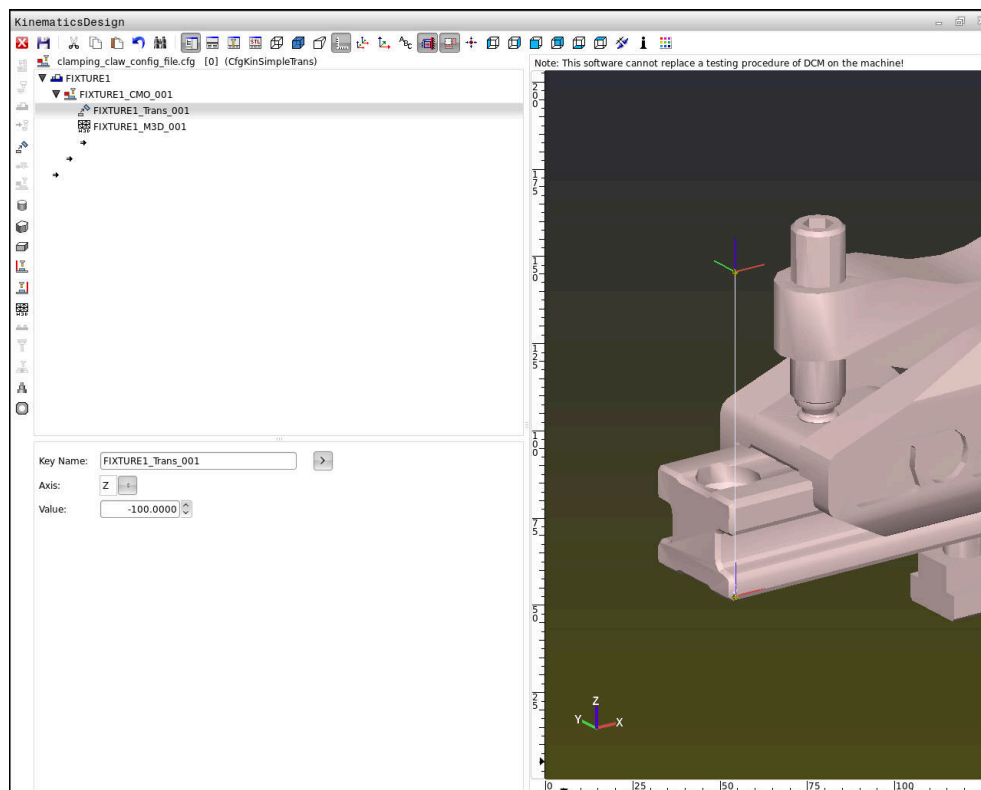 KinematicsDesign
STL
ABC
clamping_claw_config_file.cfg [0] (CfgKinSimpleTrans)
Note: This software cannot replace a testing procedure of DCM on the machine!
FIXTURE1
FIXTURE1_CMO_001
FIXTURE1_Trans_001
FIXTURE1_M3D_001
Key Name: FIXTURE1_Trans_001 >
Axis: Z
Value: -100.0000
200
175
150
125
100
75
50
25
Z
Y
X
0 25 50 75 100